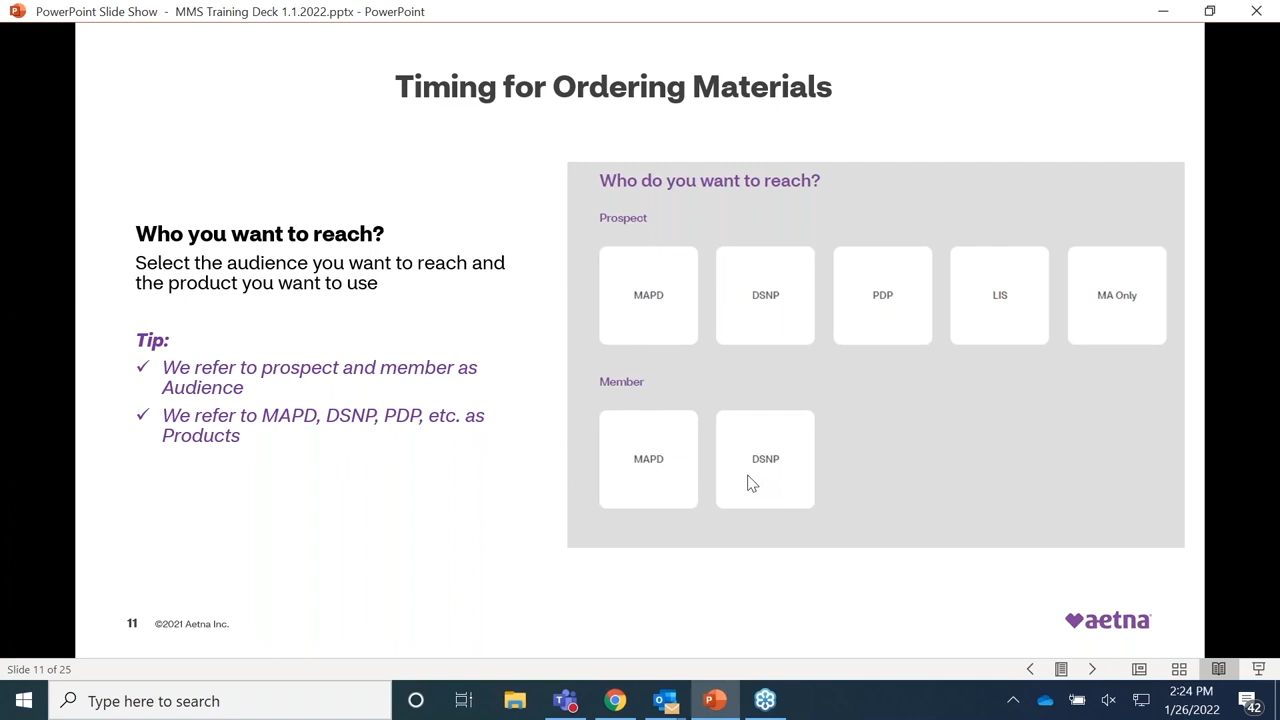 PowerPoint Slide Show - MMS Training Deck 1.1.2022.pptx - PowerPoint
Timing for Ordering Materials
Who you want to reach?
Select the audience you want to reach and
the product you want to use
Tip:
✓ We refer to prospect and member as
Audience
✓ We refer to MAPD, DSNP, PDP, etc. as
Products
Who do you want to reach?
Prospect
MAPD DSNP PDP LIS MA Only
Member
MAPD DSNP
11 ©2021 Aetna Inc.
aetna
Slide 11 of 25
Type here to search
2:24 PM
1/26/2022
42